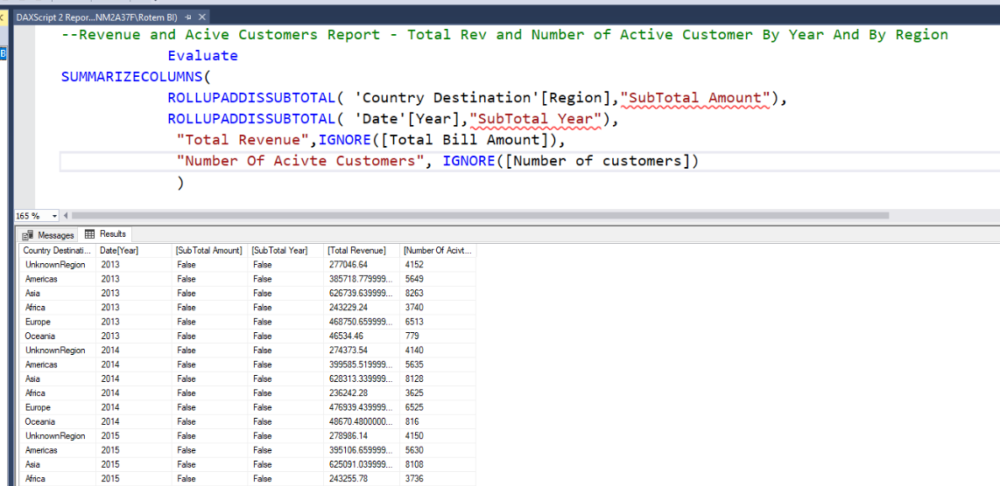 DAXScript 2 Repor...NM2A37F\Rotem BI)
--Revenue and Acive Customers Report - Total Rev and Number of Active Customer By Year And By Region
Evaluate
SUMMARIZECOLUMNS(
ROLLUPADDISSUBTOTAL( 'Country Destination'[Region],"SubTotal Amount"),
ROLLUPADDISSUBTOTAL( 'Date'[Year],"SubTotal Year"),
"Total Revenue",IGNORE([Total Bill Amount]),
"Number Of Acivte Customers", IGNORE([Number of customers])
)
165 %
Messages Results
Country Destinati... Date[Year] [SubTotal Amount] [SubTotal Year] [Total Revenue] [Number Of Acivt...
UnknownRegion 2013 False False 277046.64 4152
Americas 2013 False False 385718.779999... 5649
Asia 2013 False False 626739.639999... 8263
Africa 2013 False False 243229.24 3740
Europe 2013 False False 468750.659999... 6513
Oceania 2013 False False 46534.46 779
UnknownRegion 2014 False False 274373.54 4140
Americas 2014 False False 399585.519999... 5635
Asia 2014 False False 628313.339999... 8128
Africa 2014 False False 236242.28 3625
Europe 2014 False False 476939.439999... 6525
Oceania 2014 False False 48670.4800000... 816
UnknownRegion 2015 False False 278986.14 4150
Americas 2015 False False 395106.659999... 5630
Asia 2015 False False 625091.039999... 8108
Africa 2015 False False 243255.78 3736